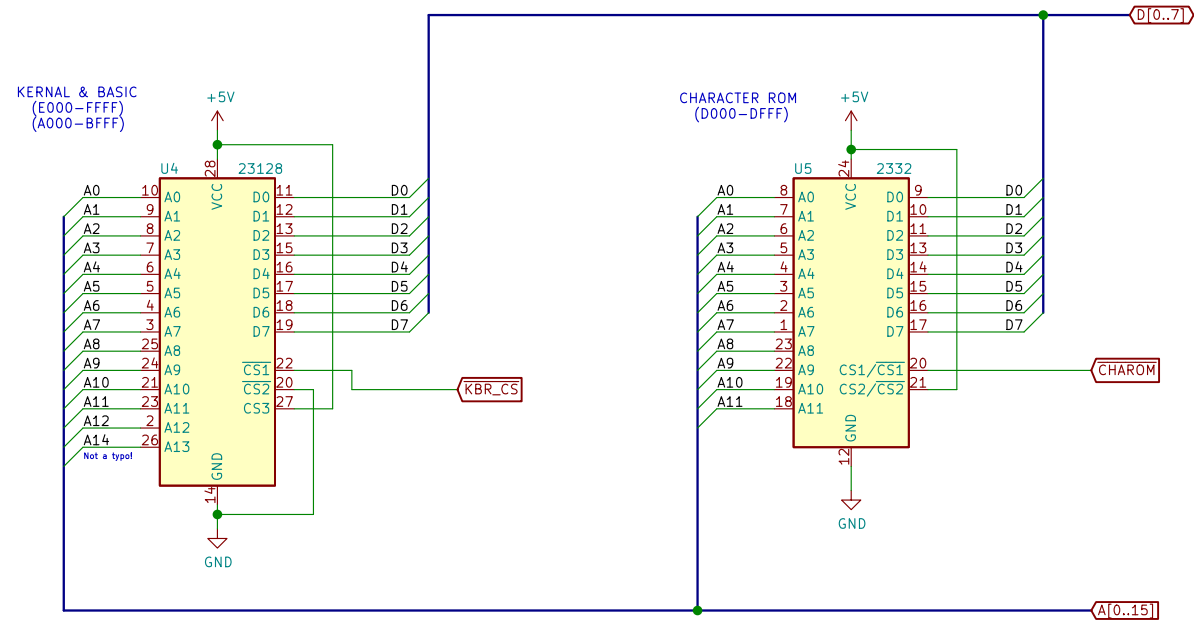 D[0..7]
KERNAL & BASIC
(E000-FFFF)
(A000-BFFF)
+5V
CHARACTER ROM
(D000-DFFF)
+5V
U4 23128
28
VCC
A0 10 A0 D0 11 D0
A1 9 A1 D1 12 D1
A2 8 A2 D2 13 D2
A3 7 A3 D3 15 D3
A4 6 A4 D4 16 D4
A5 5 A5 D5 17 D5
A6 4 A6 D6 18 D6
A7 3 A7 D7 19 D7
A8 25 A8
A9 24 A9 CS1 22
A10 21 A10 CS2 20
A11 23 A11 CS3 27
A12 2 A12
A14 26 A13
Not a typo!
GND
14
GND
KBR_CS
U5 2332
24
VCC
A0 8 A0 D0 9 D0
A1 7 A1 D1 10 D1
A2 6 A2 D2 11 D2
A3 5 A3 D3 13 D3
A4 4 A4 D4 14 D4
A5 3 A5 D5 15 D5
A6 2 A6 D6 16 D6
A7 1 A7 D7 17 D7
A8 23 A8
A9 22 A9 CS1/CS1 20
A10 19 A10 CS2/CS2 21
A11 18 A11
GND
12
GND
CHAROM
A[0..15]